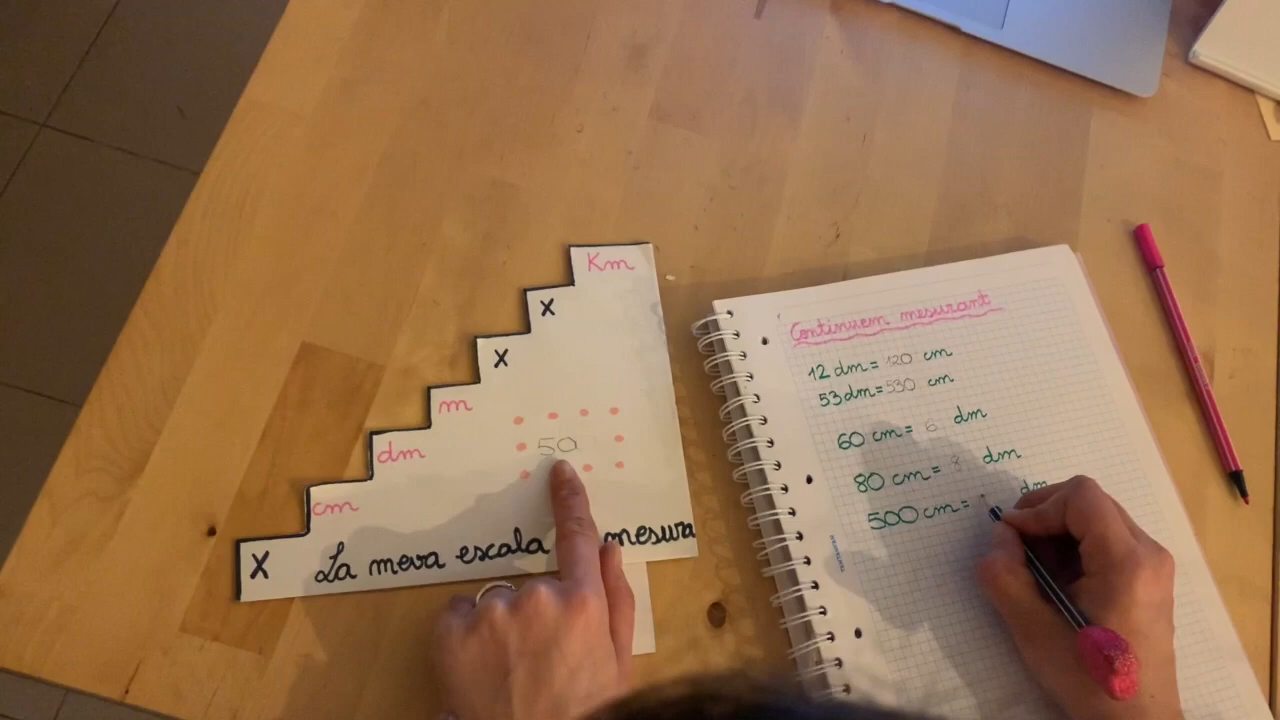 Km
X
X
m
dm
cm
X
50
La meva escala mesura
Continuem mesurant
12 dm = 120 cm
53 dm = 530 cm
60 cm = 6 dm
80 cm = 8 dm
500 cm = dm